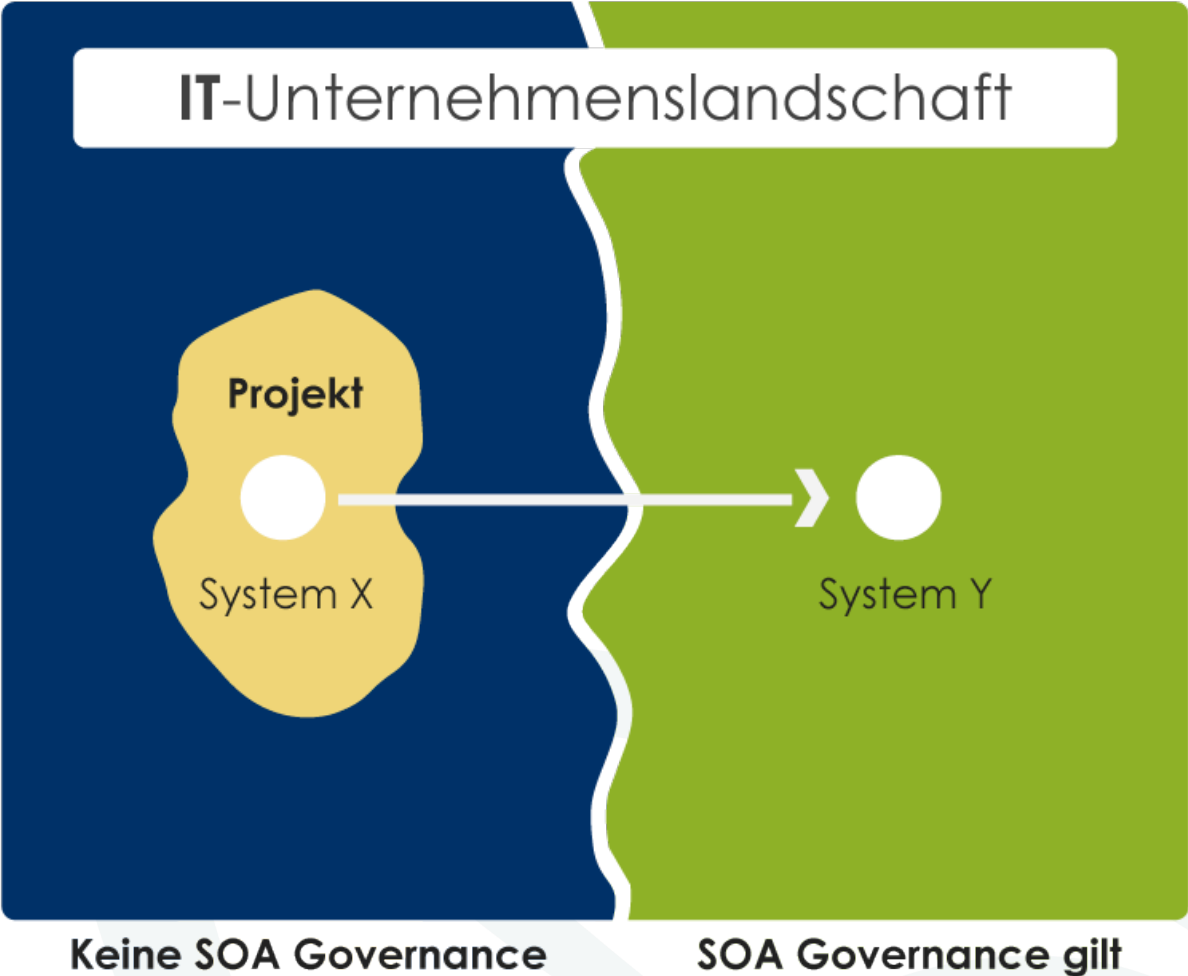 IT-Unternehmenslandschaft
Projekt
System X
System Y
Keine SOA Governance
SOA Governance gilt